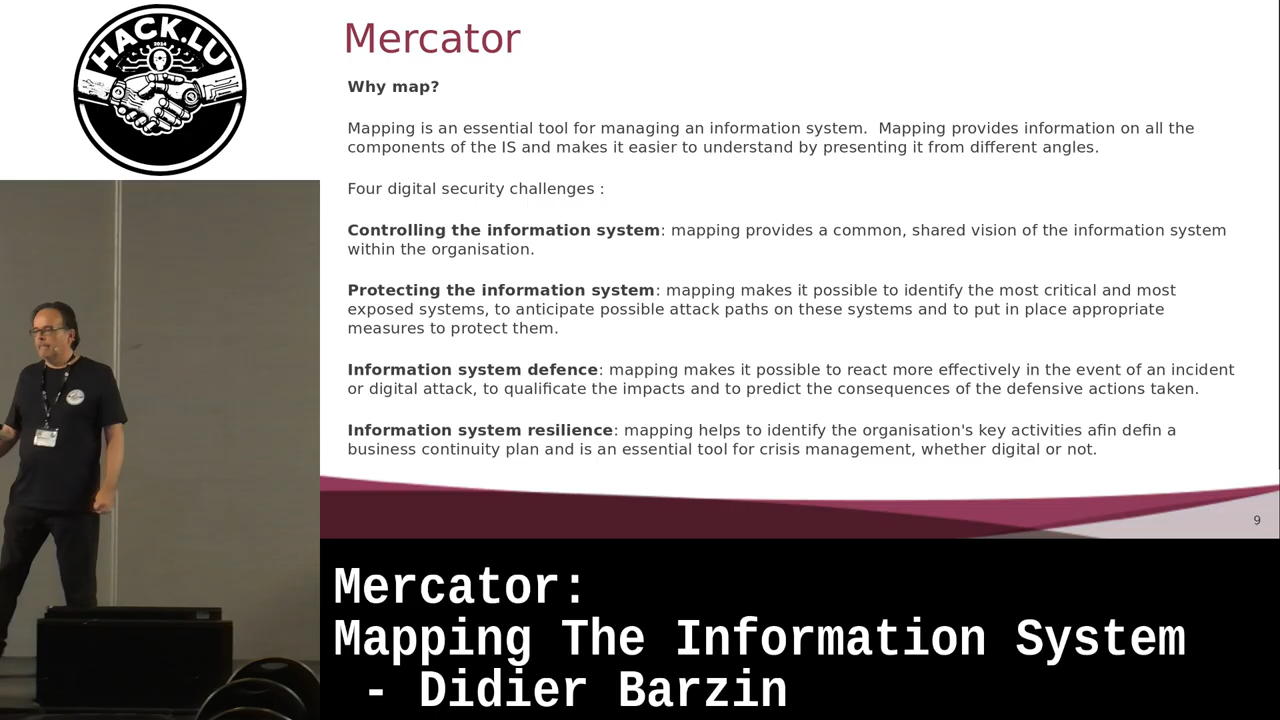 HACK.LU
2024
Mercator
Why map?
Mapping is an essential tool for managing an information system.  Mapping provides information on all the
components of the IS and makes it easier to understand by presenting it from different angles.
Four digital security challenges :
Controlling the information system: mapping provides a common, shared vision of the information system
within the organisation.
Protecting the information system: mapping makes it possible to identify the most critical and most
exposed systems, to anticipate possible attack paths on these systems and to put in place appropriate
measures to protect them.
Information system defence: mapping makes it possible to react more effectively in the event of an incident
or digital attack, to qualificate the impacts and to predict the consequences of the defensive actions taken.
Information system resilience: mapping helps to identify the organisation's key activities afin defin a
business continuity plan and is an essential tool for crisis management, whether digital or not.
9
Mercator:
Mapping The Information System
- Didier Barzin